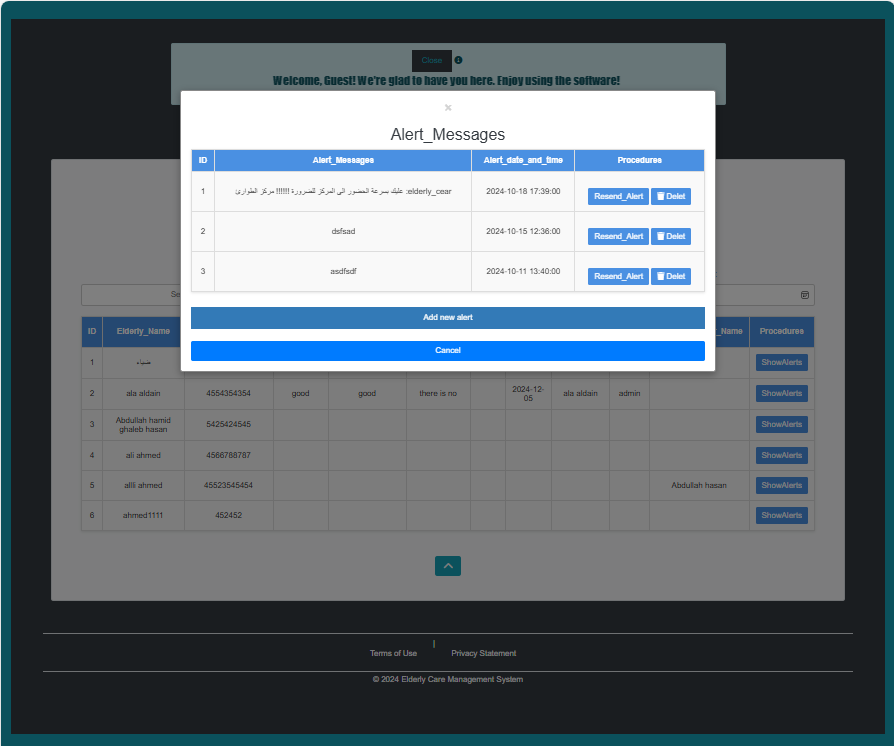 Close
Welcome, Guest! We're glad to have you here. Enjoy using the software!
×
Alert_Messages
ID Alert_Messages Alert_date_and_time Procedures
1 elderly_cear: عليك بسرعة الحضور الى المركز للضرورة !!!!!! مركز الطوارئ 2024-10-18 17:39:00 Resend_Alert Delet
2 dsfsad 2024-10-15 12:36:00 Resend_Alert Delet
3 asdfsdf 2024-10-11 13:40:00 Resend_Alert Delet
Add new alert
Cancel
ID Elderly_Name _Name Procedures
1 ضياء ShowAlerts
2 ala aldain 4554354354 good good there is no 2024-12-05 ala aldain admin ShowAlerts
3 Abdullah hamid ghaleb hasan 5425424545 ShowAlerts
4 ali ahmed 4566788787 ShowAlerts
5 allli ahmed 45523545454 Abdullah hasan ShowAlerts
6 ahmed1111 452452 ShowAlerts
Terms of Use | Privacy Statement
© 2024 Elderly Care Management System